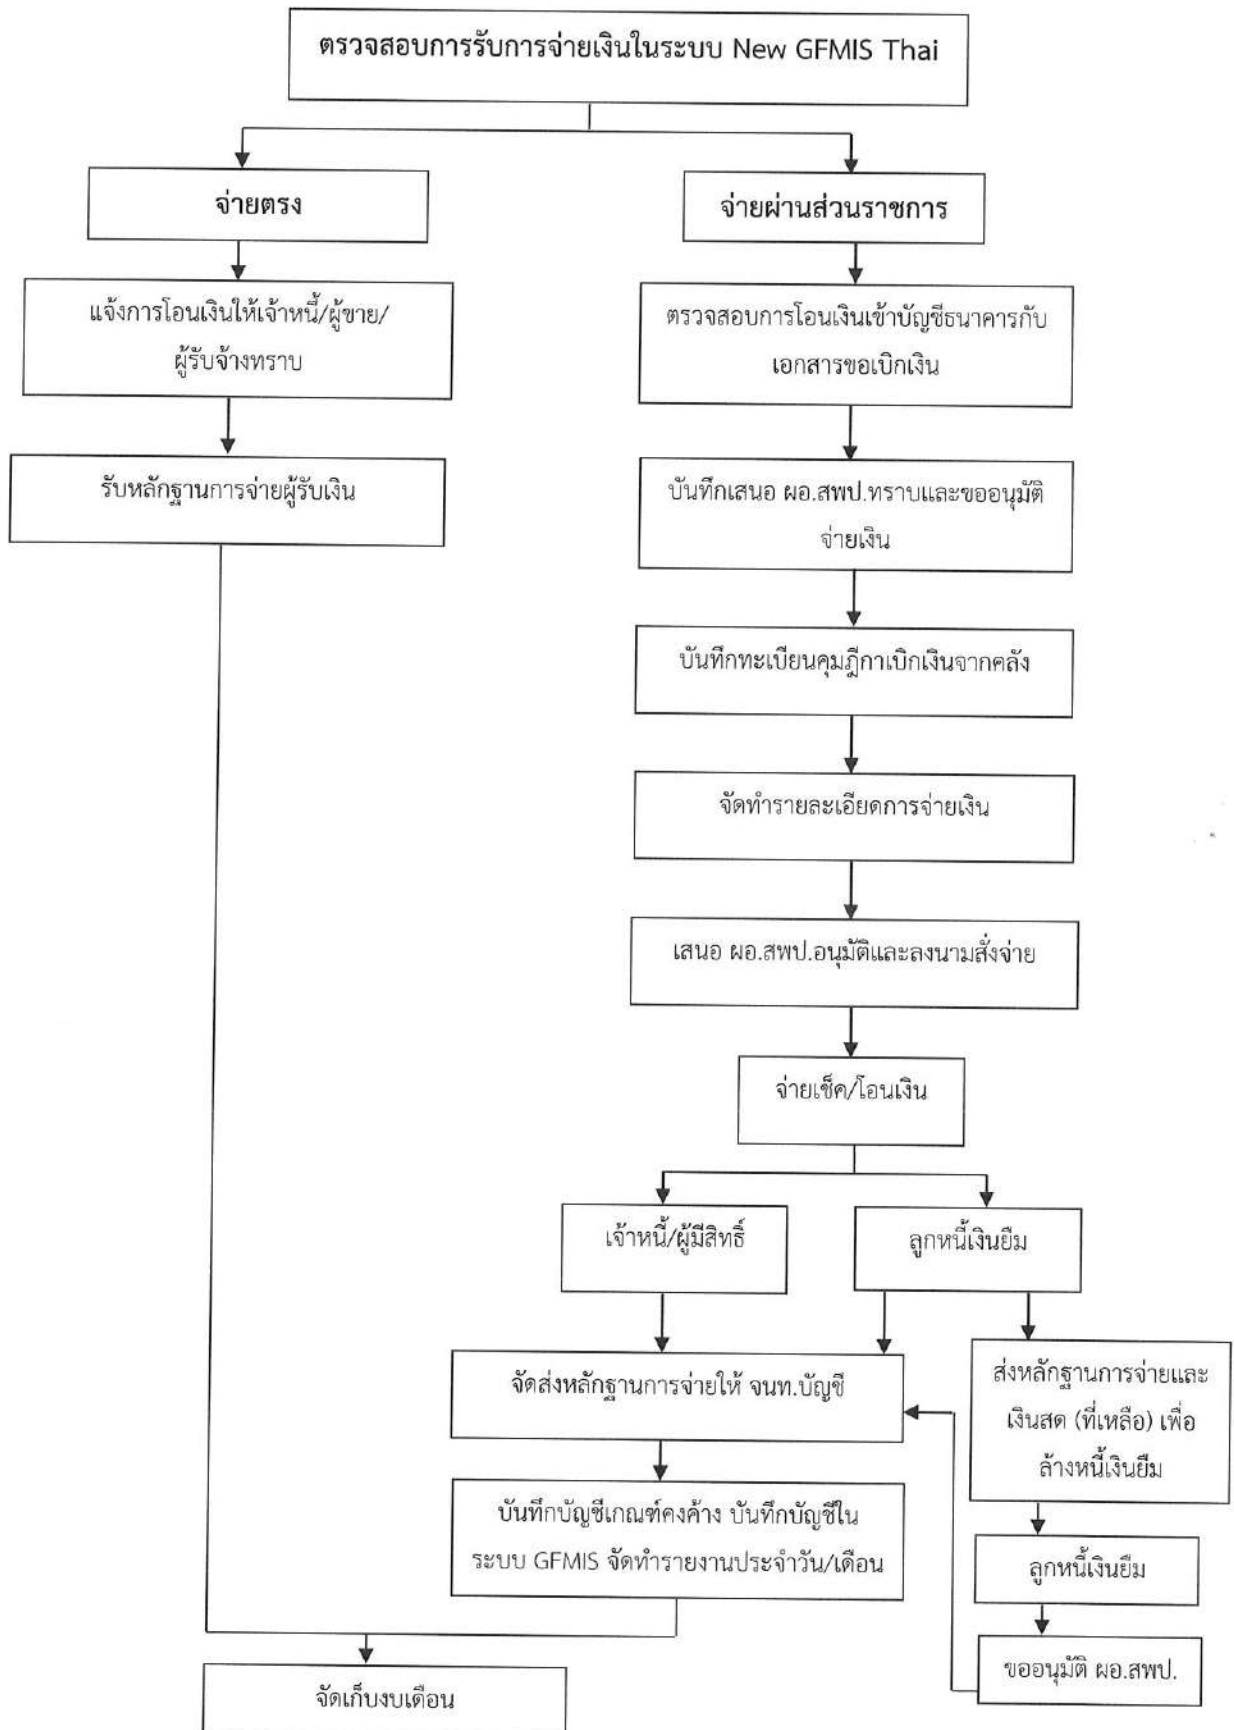 ตรวจสอบการรับการจ่ายเงินในระบบ New GFMIS Thai
จ่ายตรง
จ่ายผ่านส่วนราชการ
แจ้งการโอนเงินให้เจ้าหนี้/ผู้ขาย/
ผู้รับจ้างทราบ
ตรวจสอบการโอนเงินเข้าบัญชีธนาคารกับ
เอกสารขอเบิกเงิน
รับหลักฐานการจ่ายผู้รับเงิน
บันทึกเสนอ ผอ.สพป.ทราบและขออนุมัติ
จ่ายเงิน
บันทึกทะเบียนคุมฎีกาเบิกเงินจากคลัง
จัดทำรายละเอียดการจ่ายเงิน
เสนอ ผอ.สพป.อนุมัติและลงนามสั่งจ่าย
จ่ายเช็ค/โอนเงิน
เจ้าหนี้/ผู้มีสิทธิ์
ลูกหนี้เงินยืม
จัดส่งหลักฐานการจ่ายให้ จนท.บัญชี
ส่งหลักฐานการจ่ายและ
เงินสด (ที่เหลือ) เพื่อ
ล้างหนี้เงินยืม
บันทึกบัญชีเกณฑ์คงค้าง บันทึกบัญชีใน
ระบบ GFMIS จัดทำรายงานประจำวัน/เดือน
ลูกหนี้เงินยืม
ขออนุมัติ ผอ.สพป.
จัดเก็บงบเดือน